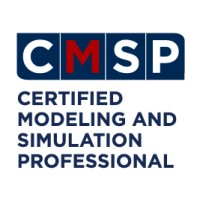 CMSP
CERTIFIED
MODELING AND
SIMULATION
PROFESSIONAL